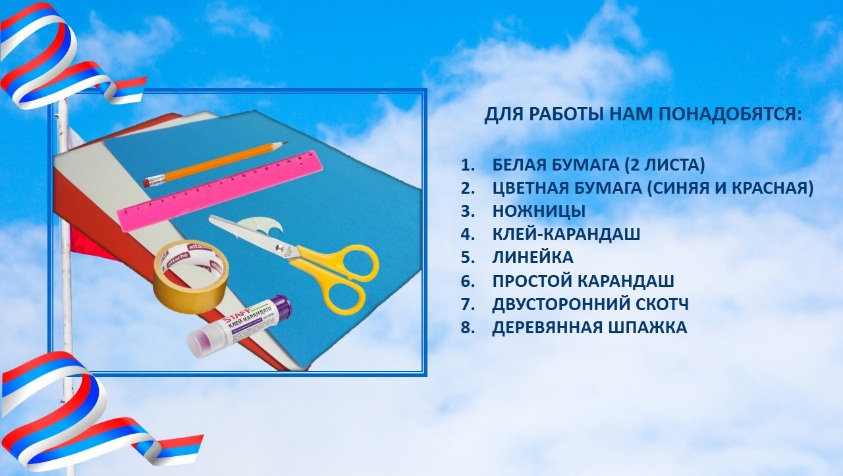 ДЛЯ РАБОТЫ НАМ ПОНАДОБЯТСЯ:
1. БЕЛАЯ БУМАГА (2 ЛИСТА)
2. ЦВЕТНАЯ БУМАГА (СИНЯЯ И КРАСНАЯ)
3. НОЖНИЦЫ
4. КЛЕЙ-КАРАНДАШ
5. ЛИНЕЙКА
6. ПРОСТОЙ КАРАНДАШ
7. ДВУСТОРОННИЙ СКОТЧ
8. ДЕРЕВЯННАЯ ШПАЖКА
STAFF
КЛЕЙ-КАРАНДАШ